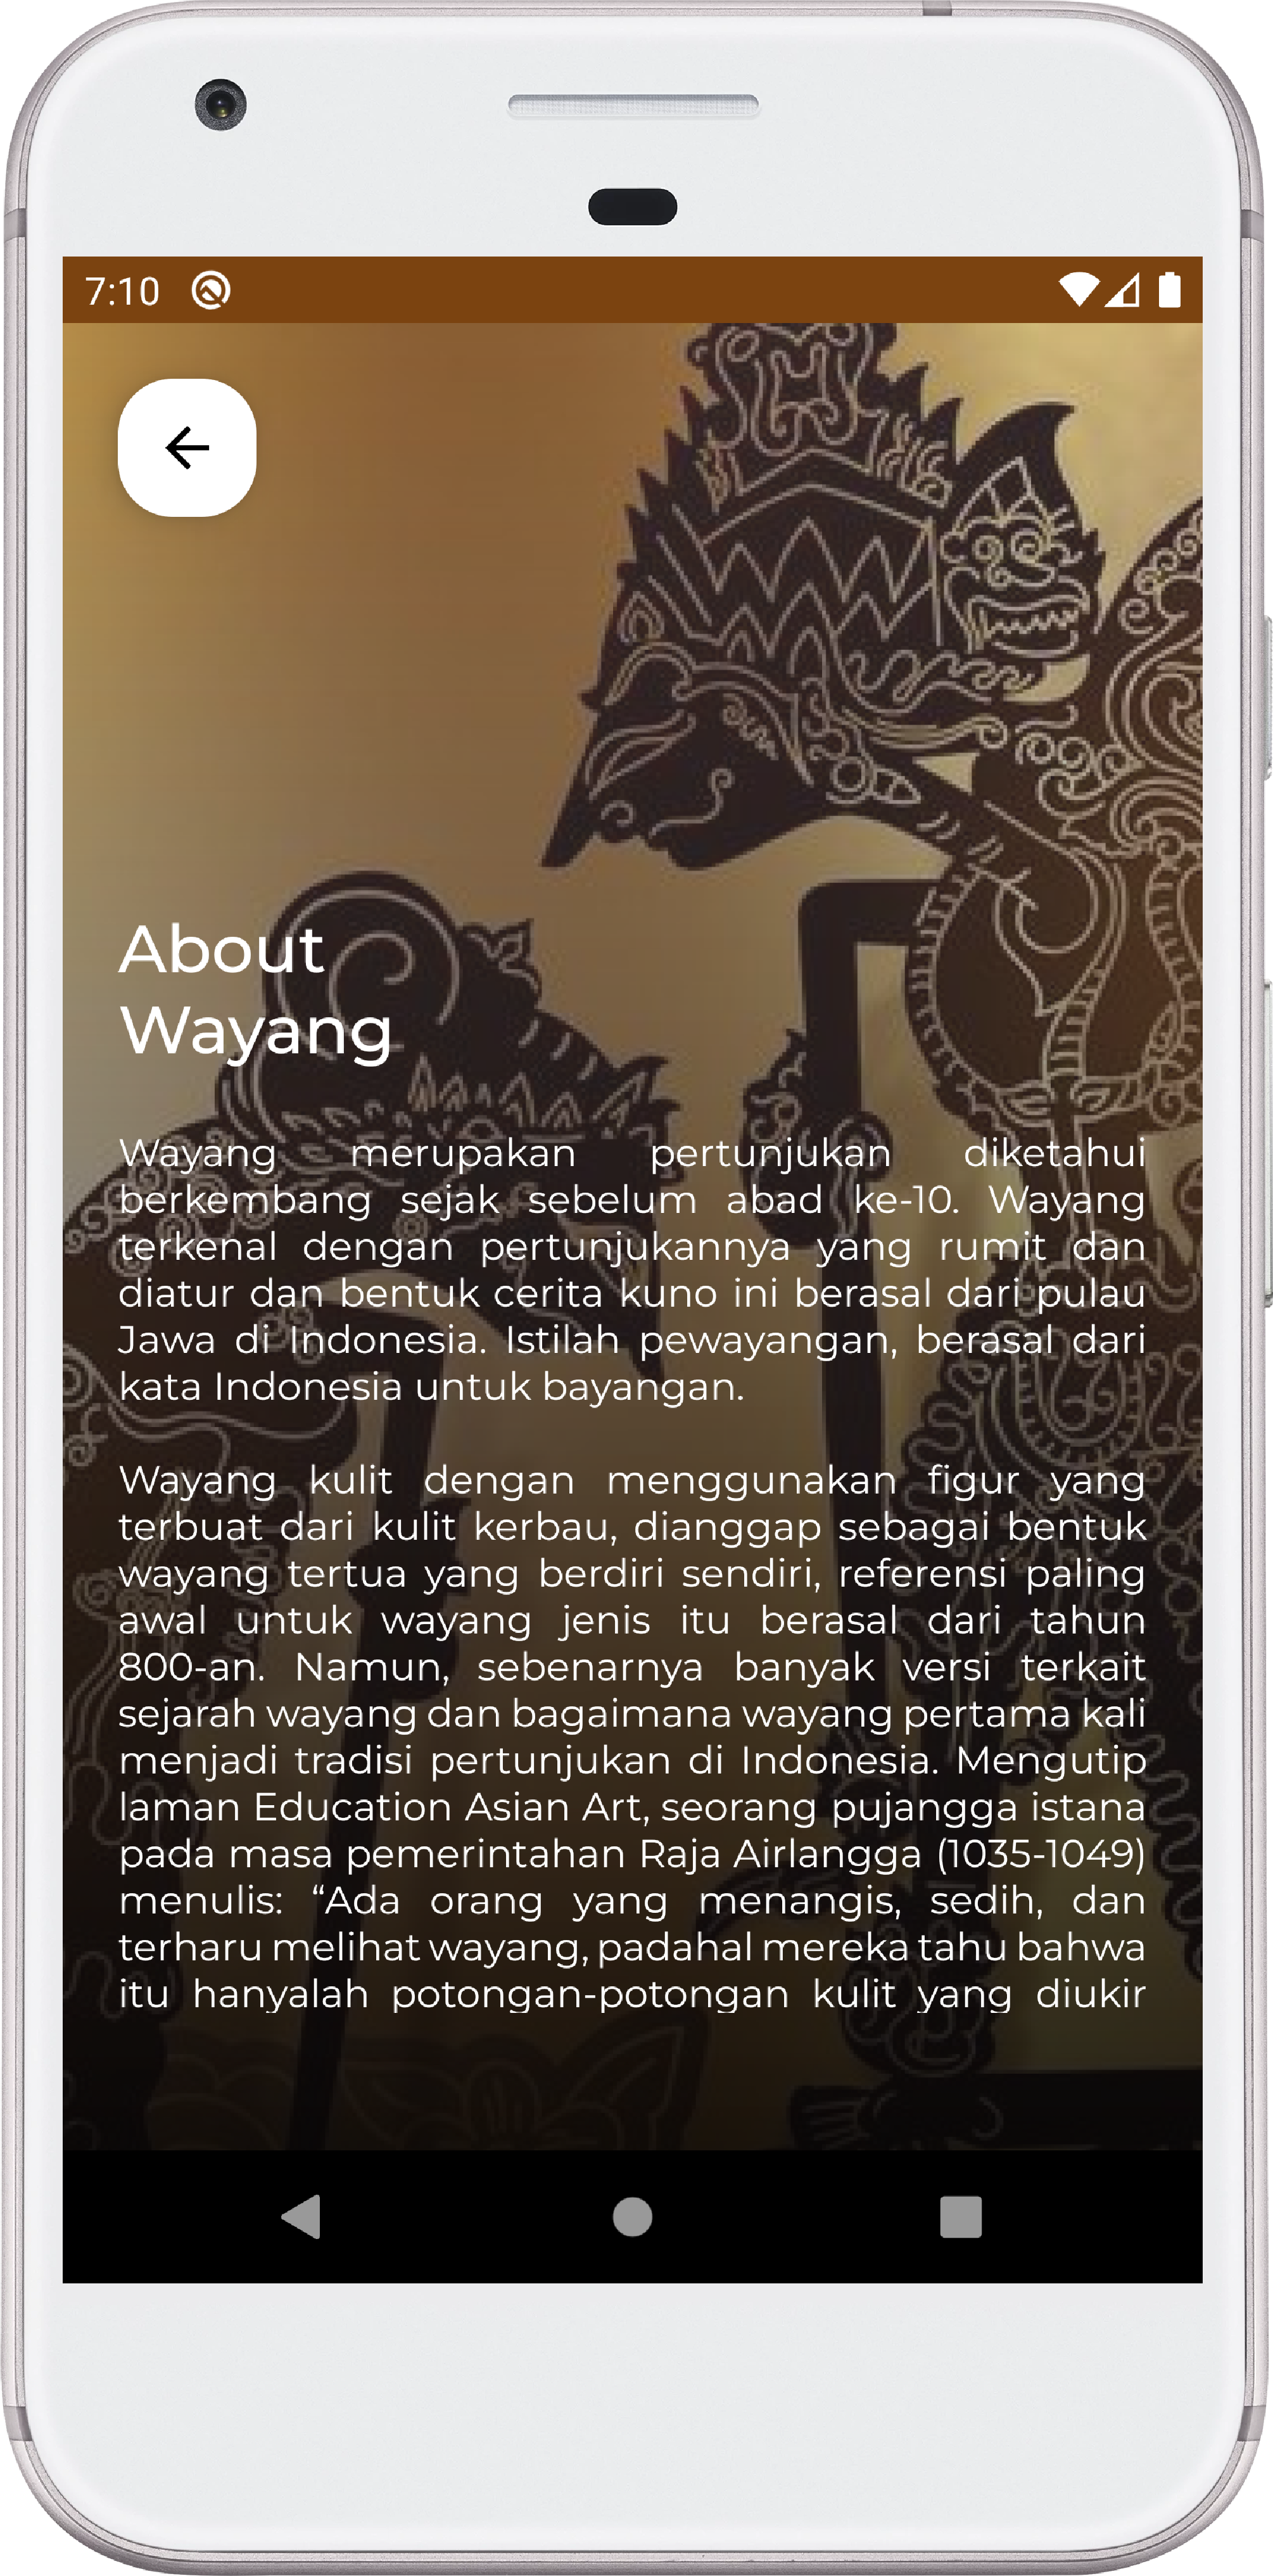 7:10
About
Wayang
Wayang merupakan pertunjukan diketahui
berkembang sejak sebelum abad ke-10. Wayang
terkenal dengan pertunjukannya yang rumit dan
diatur dan bentuk cerita kuno ini berasal dari pulau
Jawa di Indonesia. Istilah pewayangan, berasal dari
kata Indonesia untuk bayangan.
Wayang kulit dengan menggunakan figur yang
terbuat dari kulit kerbau, dianggap sebagai bentuk
wayang tertua yang berdiri sendiri, referensi paling
awal untuk wayang jenis itu berasal dari tahun
800-an. Namun, sebenarnya banyak versi terkait
sejarah wayang dan bagaimana wayang pertama kali
menjadi tradisi pertunjukan di Indonesia. Mengutip
laman Education Asian Art, seorang pujangga istana
pada masa pemerintahan Raja Airlangga (1035-1049)
menulis: “Ada orang yang menangis, sedih, dan
terharu melihat wayang, padahal mereka tahu bahwa
itu hanyalah potongan-potongan kulit yang diukir